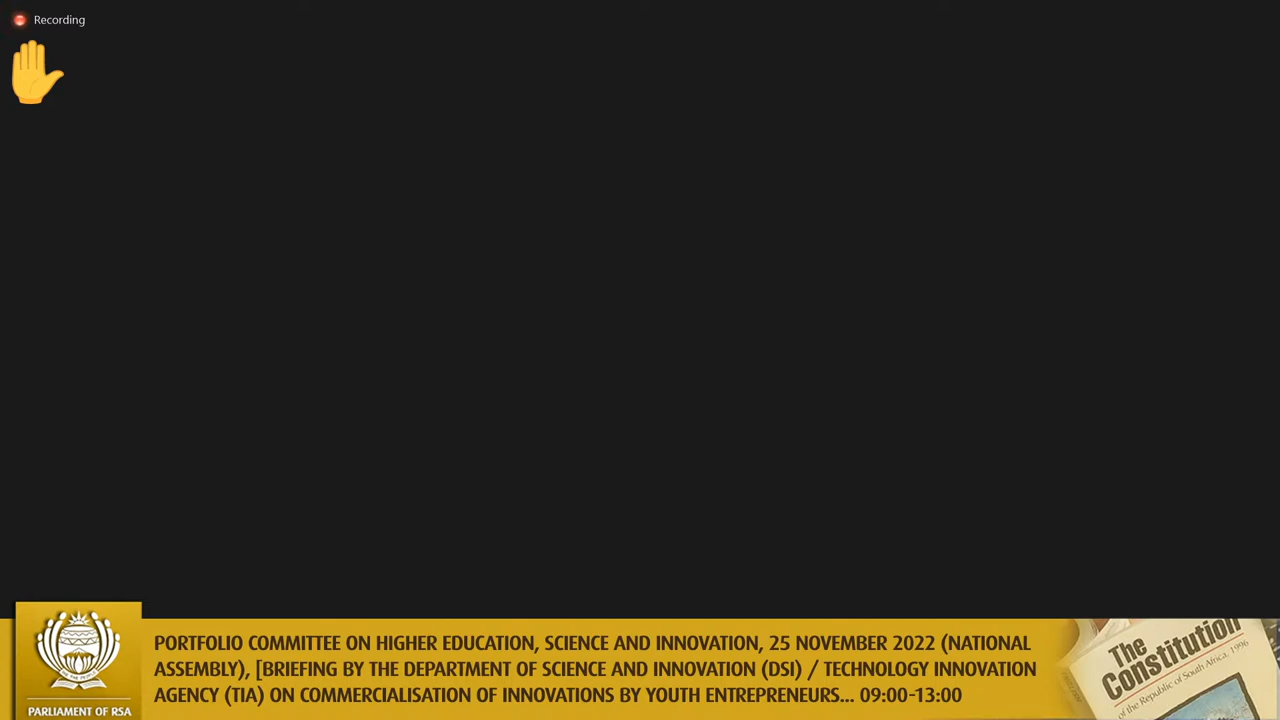 Recording
PORTFOLIO COMMITTEE ON HIGHER EDUCATION, SCIENCE AND INNOVATION, 25 NOVEMBER 2022 (NATIONAL
ASSEMBLY), [BRIEFING BY THE DEPARTMENT OF SCIENCE AND INNOVATION (DSI) / TECHNOLOGY INNOVATION
AGENCY (TIA) ON COMMERCIALISATION OF INNOVATIONS BY YOUTH ENTREPRENEURS... 09:00-13:00
PARLIAMENT OF RSA
The
Constitution
of the Republic of South Africa, 1996